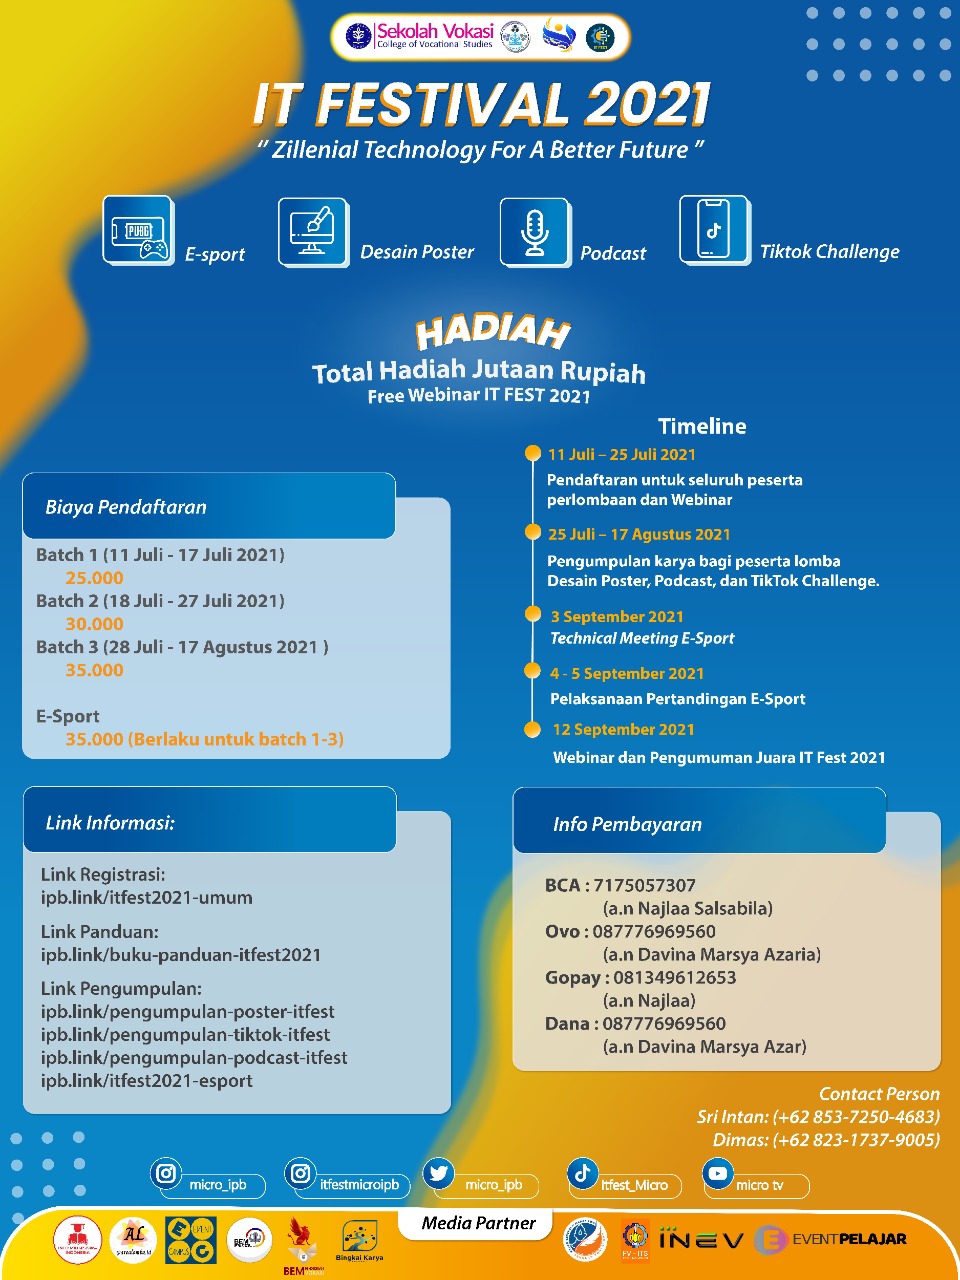 Sekolah Vokasi
College of Vocational Studies
IT FESTIVAL 2021
“ Zillenial Technology For A Better Future ”
PUBG
E-sport
Desain Poster
Podcast
Tiktok Challenge
HADIAH
Total Hadiah Jutaan Rupiah
Free Webinar IT FEST 2021
Timeline
11 Juli – 25 Juli 2021
Pendaftaran untuk seluruh peserta
perlombaan dan Webinar
25 Juli – 17 Agustus 2021
Pengumpulan karya bagi peserta lomba
Desain Poster, Podcast, dan TikTok Challenge.
3 September 2021
Technical Meeting E-Sport
4 - 5 September 2021
Pelaksanaan Pertandingan E-Sport
12 September 2021
Webinar dan Pengumuman Juara IT Fest 2021
Biaya Pendaftaran
Batch 1 (11 Juli - 17 Juli 2021)
25.000
Batch 2 (18 Juli - 27 Juli 2021)
30.000
Batch 3 (28 Juli - 17 Agustus 2021 )
35.000
E-Sport
35.000 (Berlaku untuk batch 1-3)
Link Informasi:
Link Registrasi:
ipb.link/itfest2021-umum
Link Panduan:
ipb.link/buku-panduan-itfest2021
Link Pengumpulan:
ipb.link/pengumpulan-poster-itfest
ipb.link/pengumpulan-tiktok-itfest
ipb.link/pengumpulan-podcast-itfest
ipb.link/itfest2021-esport
Info Pembayaran
BCA : 7175057307
(a.n Najlaa Salsabila)
Ovo : 087776969560
(a.n Davina Marsya Azaria)
Gopay : 081349612653
(a.n Najlaa)
Dana : 087776969560
(a.n Davina Marsya Azar)
Contact Person
Sri Intan: (+62 853-7250-4683)
Dimas: (+62 823-1737-9005)
micro_ipb
itfestmicroipb
micro_ipb
Itfest_Micro
micro tv
Media Partner
EVENT
CAMPUS
BEM
Bingkai Karya
FV - ITS
INEV
EVENTPELAJAR